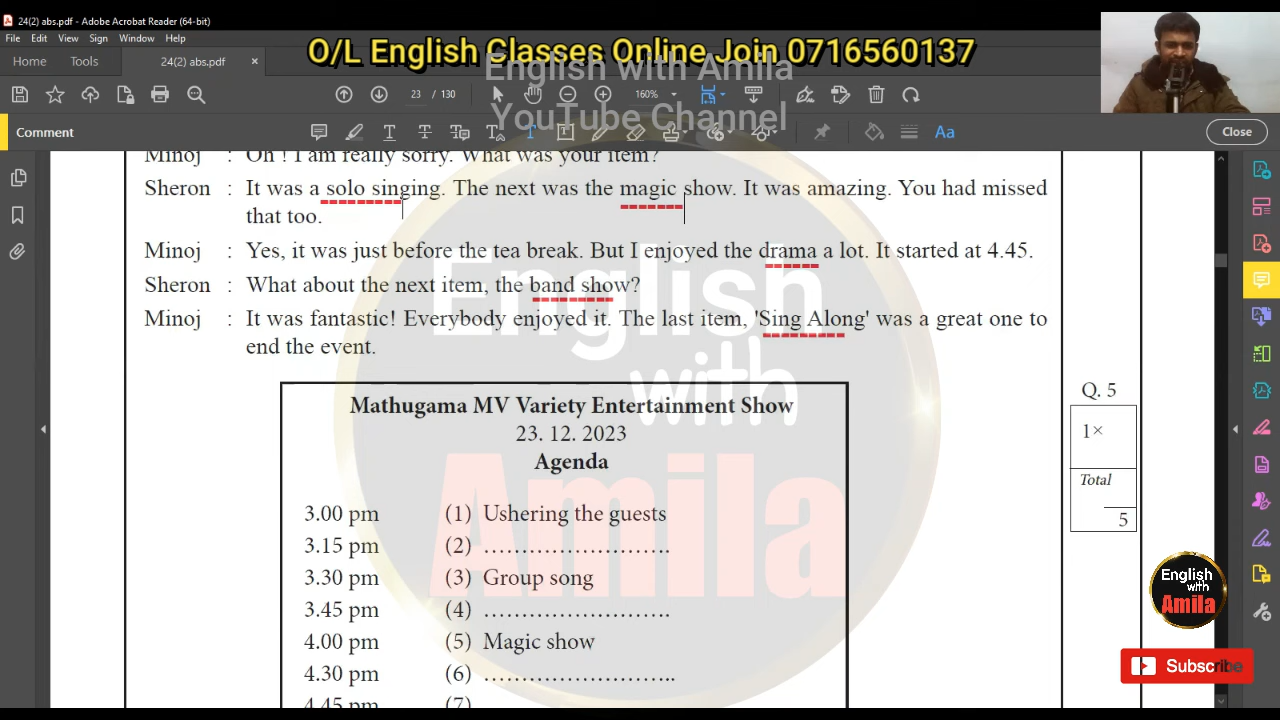 24(2) abs.pdf - Adobe Acrobat Reader (64-bit)
File Edit View Sign Window Help
O/L English Classes Online Join 0716560137
Home Tools 24(2) abs.pdf ×
English with Amila
23 / 130 160%
YouTube Channel
Comment Aa Close
Minoj : Oh ! I am really sorry. What was your item?
Sheron : It was a solo singing. The next was the magic show. It was amazing. You had missed
that too.
Minoj : Yes, it was just before the tea break. But I enjoyed the drama a lot. It started at 4.45.
Sheron : What about the next item, the band show?
Minoj : It was fantastic! Everybody enjoyed it. The last item, 'Sing Along' was a great one to
end the event.
English
with
Amila
Mathugama MV Variety Entertainment Show
23. 12. 2023
Agenda
3.00 pm (1) Ushering the guests
3.15 pm (2) ...........................
3.30 pm (3) Group song
3.45 pm (4) ...........................
4.00 pm (5) Magic show
4.30 pm (6) ............................
4.45 pm (7)
Q. 5
1×
Total
5
English
with
Amila
Subscribe